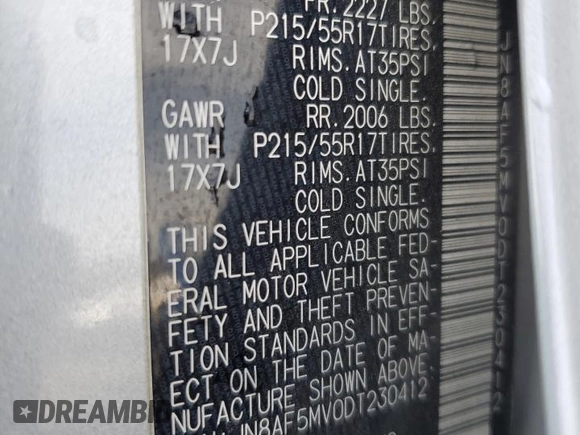 FR. 2227 LBS.
WITH P215/55R17TIRES,
17X7J RIMS. AT35PSI
COLD SINGLE.
GAWR RR. 2006 LBS.
WITH P215/55R17TIRES,
17X7J RIMS. AT35PSI
COLD SINGLE.
THIS VEHICLE CONFORMS
TO ALL APPLICABLE FED-
ERAL MOTOR VEHICLE SA-
FETY AND THEFT PREVEN-
TION STANDARDS IN EFF-
ECT ON THE DATE OF MA-
NUFACTURE SHOWN ABOVE.
JN8AF5MV0DT230412
JN8AF5MV0DT230412
RIDESAFELY